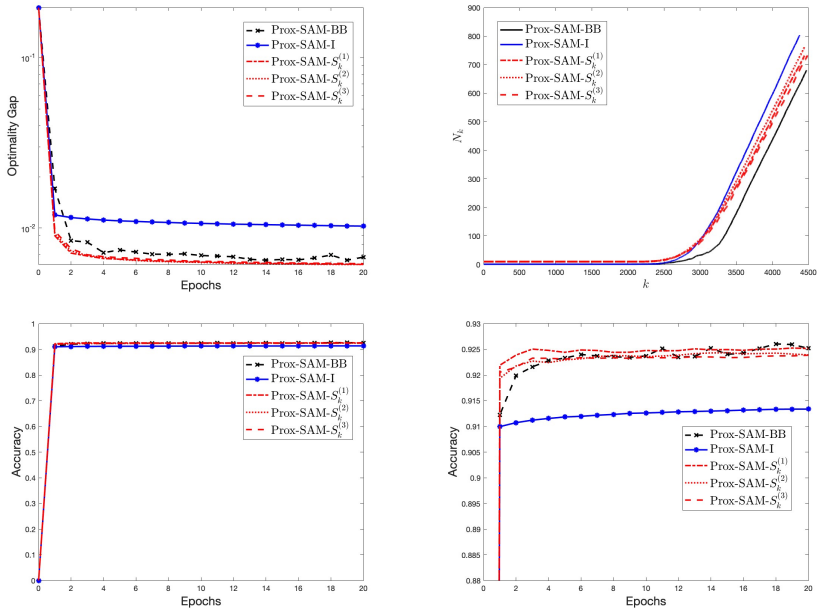 Prox-SAM-BB
Prox-SAM-I
Prox-SAM-$S_k^{(1)}$
Prox-SAM-$S_k^{(2)}$
Prox-SAM-$S_k^{(3)}$
10^{-1}
10^{-2}
Optimality Gap
0 2 4 6 8 10 12 14 16 18 20
Epochs
900
800
700
600
500
400
300
200
100
0
$N_k$
Prox-SAM-BB
Prox-SAM-I
Prox-SAM-$S_k^{(1)}$
Prox-SAM-$S_k^{(2)}$
Prox-SAM-$S_k^{(3)}$
0 500 1000 1500 2000 2500 3000 3500 4000 4500
$k$
1
0.9
0.8
0.7
0.6
0.5
0.4
0.3
0.2
0.1
0
Accuracy
Prox-SAM-BB
Prox-SAM-I
Prox-SAM-$S_k^{(1)}$
Prox-SAM-$S_k^{(2)}$
Prox-SAM-$S_k^{(3)}$
0 2 4 6 8 10 12 14 16 18 20
Epochs
0.93
0.925
0.92
0.915
0.91
0.905
0.9
0.895
0.89
0.885
0.88
Accuracy
Prox-SAM-BB
Prox-SAM-I
Prox-SAM-$S_k^{(1)}$
Prox-SAM-$S_k^{(2)}$
Prox-SAM-$S_k^{(3)}$
0 2 4 6 8 10 12 14 16 18 20
Epochs